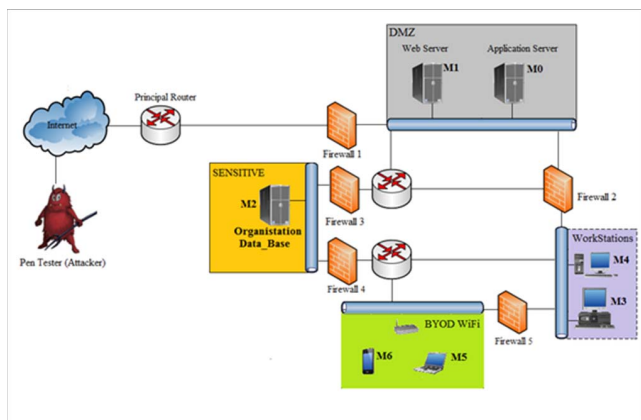 DMZ
Web Server
Application Server
M1
M0
Principal Router
Internet
Firewall 1
SENSITIVE
M2
Organistation
Data_Base
Firewall 3
Firewall 2
Pen Tester (Attacker)
WorkStations
M4
M3
Firewall 4
BYOD WiFi
Firewall 5
M6
M5